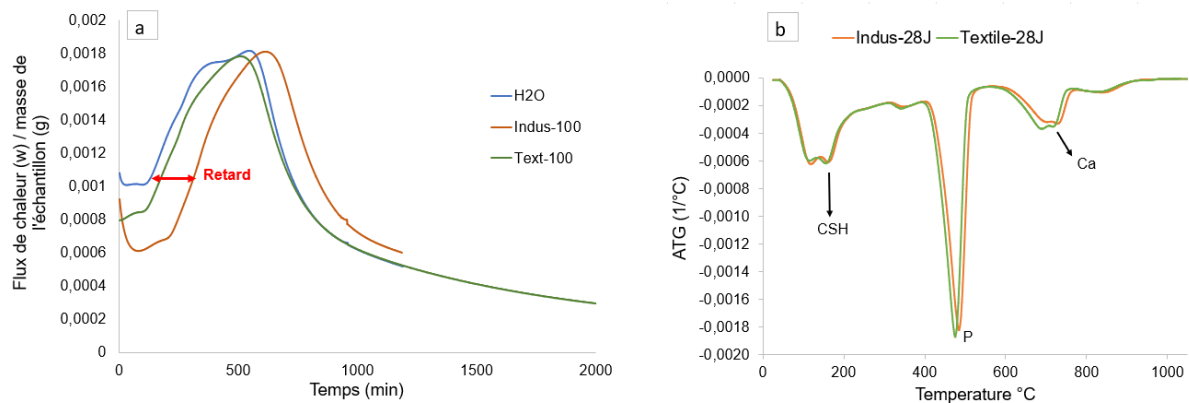 a
Flux de chaleur (w) / masse de
l'échantillon (g)
0,002
0,0018
0,0016
0,0014
0,0012
0,001
0,0008
0,0006
0,0004
0,0002
0
Retard
H2O
Indus-100
Text-100
0 500 1000 1500 2000
Temps (min)
b
Indus-28J Textile-28J
ATG (1/°C)
0,0000
-0,0002
-0,0004
-0,0006
-0,0008
-0,0010
-0,0012
-0,0014
-0,0016
-0,0018
-0,0020
CSH
P
Ca
0 200 400 600 800 1000
Temperature °C